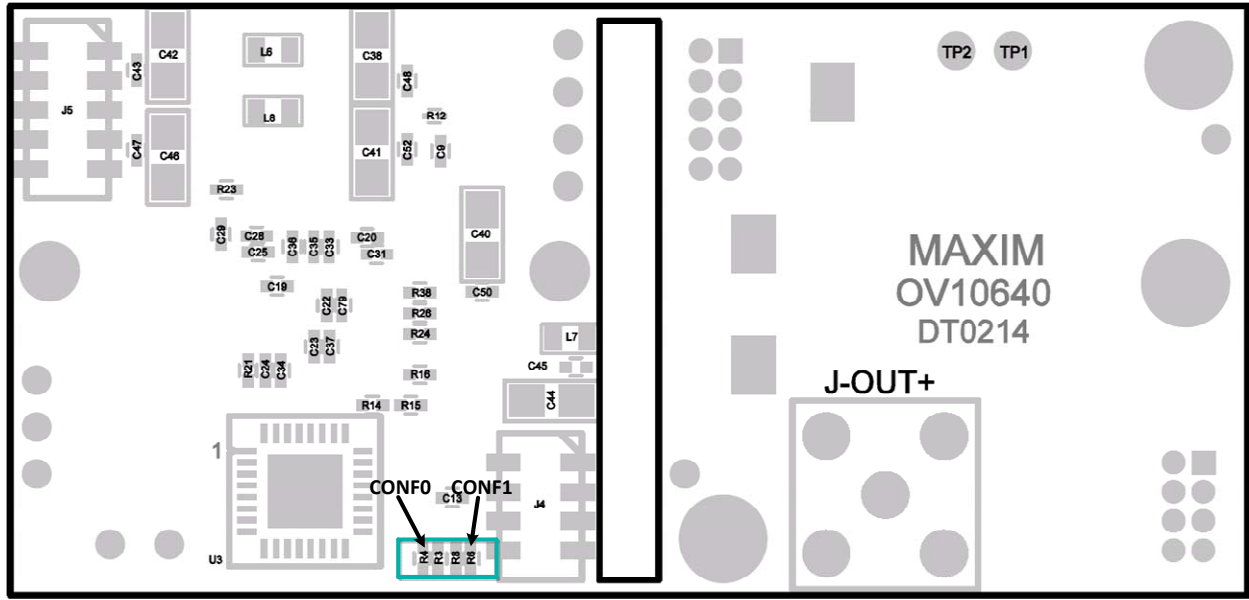 C42
L6
C38
TP2
TP1
C43
C48
J5
L8
R12
C47
C46
C41
C52
C9
R23
C29
C28
C36
C35
C33
C20
C40
C25
C31
MAXIM
OV10640
DT0214
C19
R38
C50
C22
C79
R26
R24
L7
C23
C37
C45
R21
C24
C34
R16
J-OUT+
C44
R14
R15
1
CONF0
CONF1
C13
J4
U3
R4
R3
R8
R6